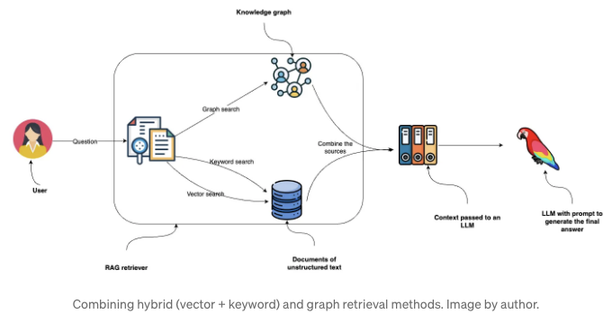 Knowledge graph
Graph search
Question
Keyword search
Combine the
sources
Vector search
User
Context passed to an
LLM
LLM with prompt to
generate the final
answer
RAG retriever
Documents of
unstructured text
Combining hybrid (vector + keyword) and graph retrieval methods. Image by author.